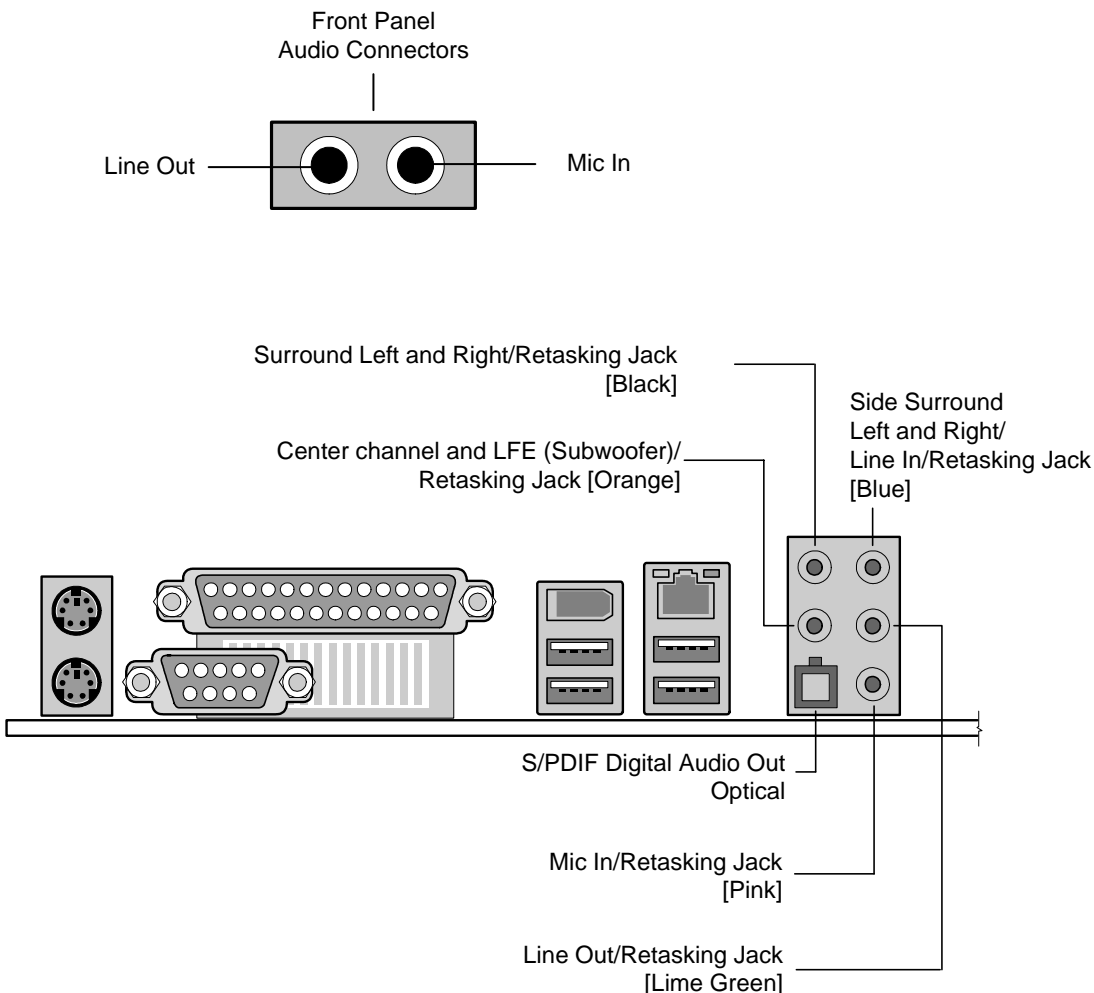 Front Panel
Audio Connectors
Line Out
Mic In
Surround Left and Right/Retasking Jack
[Black]
Side Surround
Left and Right/
Line In/Retasking Jack
[Blue]
Center channel and LFE (Subwoofer)/
Retasking Jack [Orange]
S/PDIF Digital Audio Out
Optical
Mic In/Retasking Jack
[Pink]
Line Out/Retasking Jack
[Lime Green]